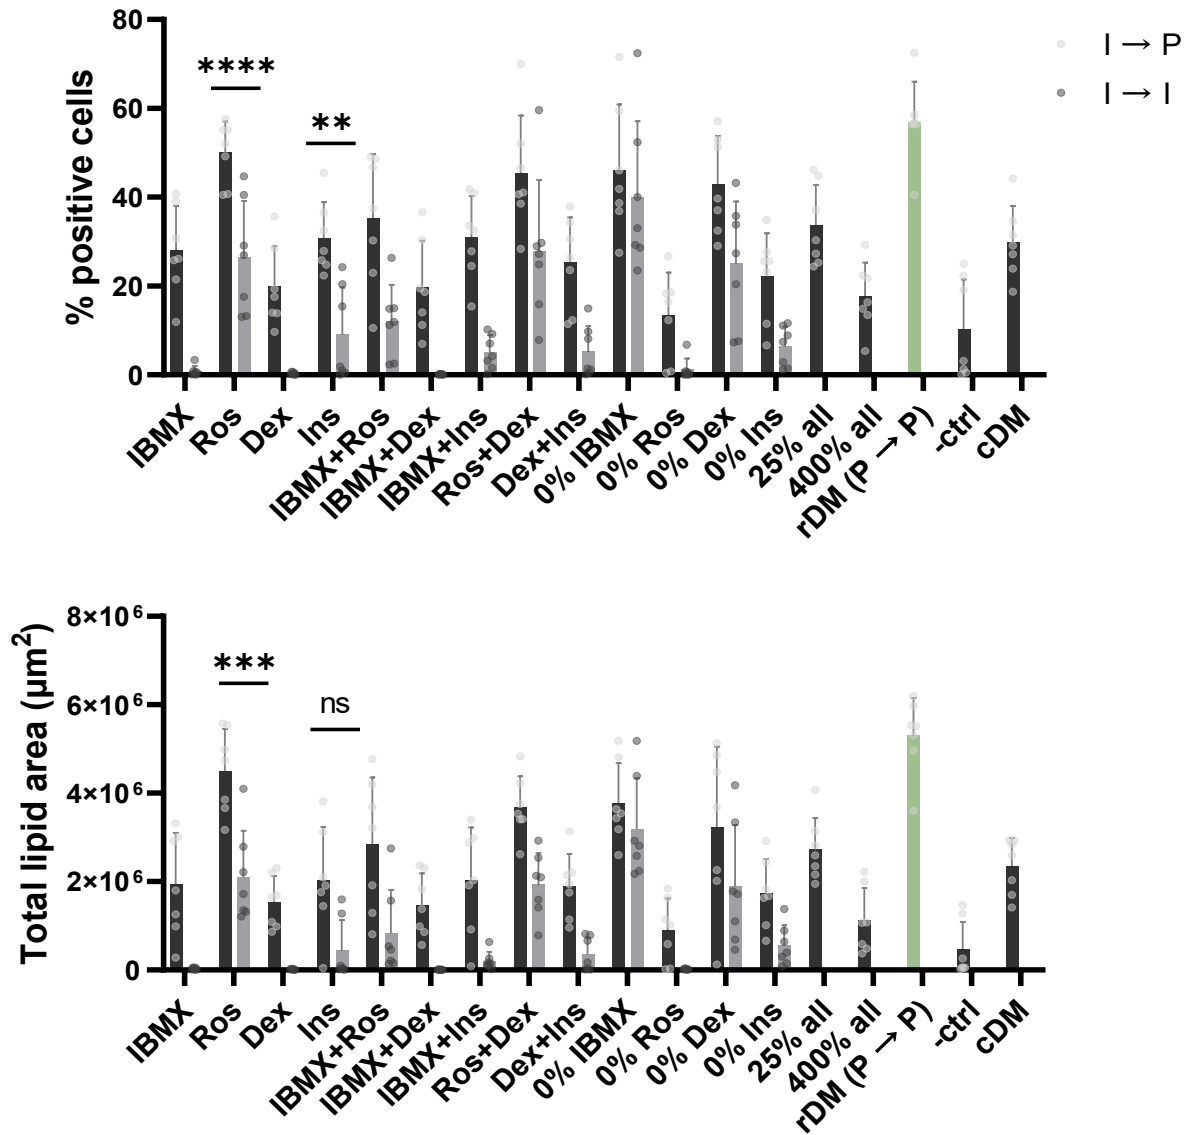 80
60
40
20
0
% positive cells
****
**
I → P
I → I
IBMX
Ros
Dex
Ins
IBMX+Ros
IBMX+Dex
IBMX+Ins
Ros+Dex
Dex+Ins
0% IBMX
0% Ros
0% Dex
0% Ins
25% all
400% all
rDM (P → P)
-ctrl
cDM
8×10⁶
6×10⁶
4×10⁶
2×10⁶
0
Total lipid area (µm²)
***
ns
IBMX
Ros
Dex
Ins
IBMX+Ros
IBMX+Dex
IBMX+Ins
Ros+Dex
Dex+Ins
0% IBMX
0% Ros
0% Dex
0% Ins
25% all
400% all
rDM (P → P)
-ctrl
cDM